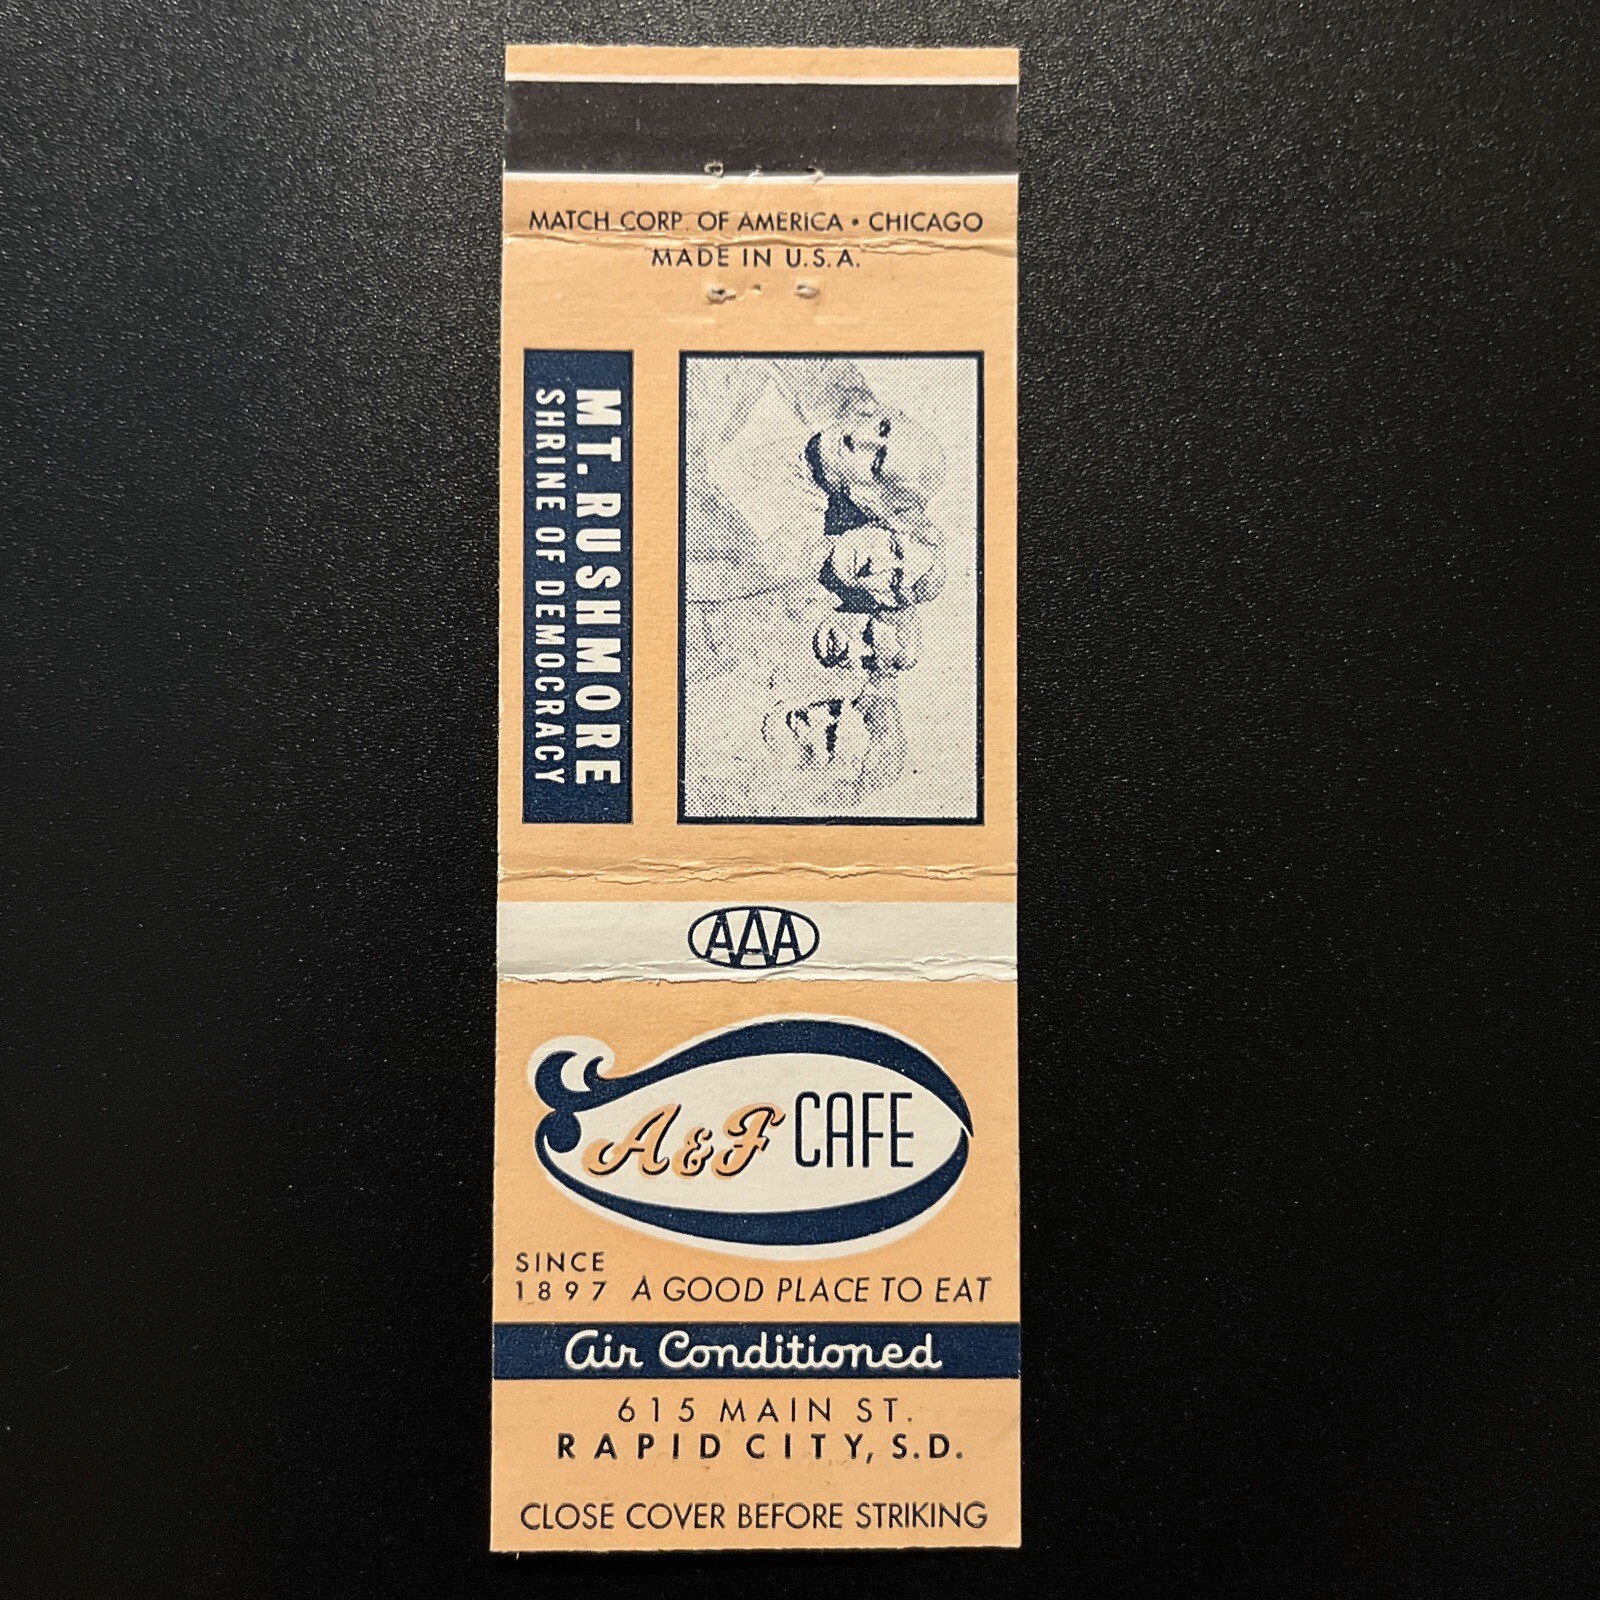 MATCH CORP. OF AMERICA • CHICAGO
MADE IN U.S.A.
MT. RUSHMORE
SHRINE OF DEMOCRACY
AAA
A & F CAFE
SINCE
1897 A GOOD PLACE TO EAT
Air Conditioned
615 MAIN ST.
RAPID CITY, S.D.
CLOSE COVER BEFORE STRIKING